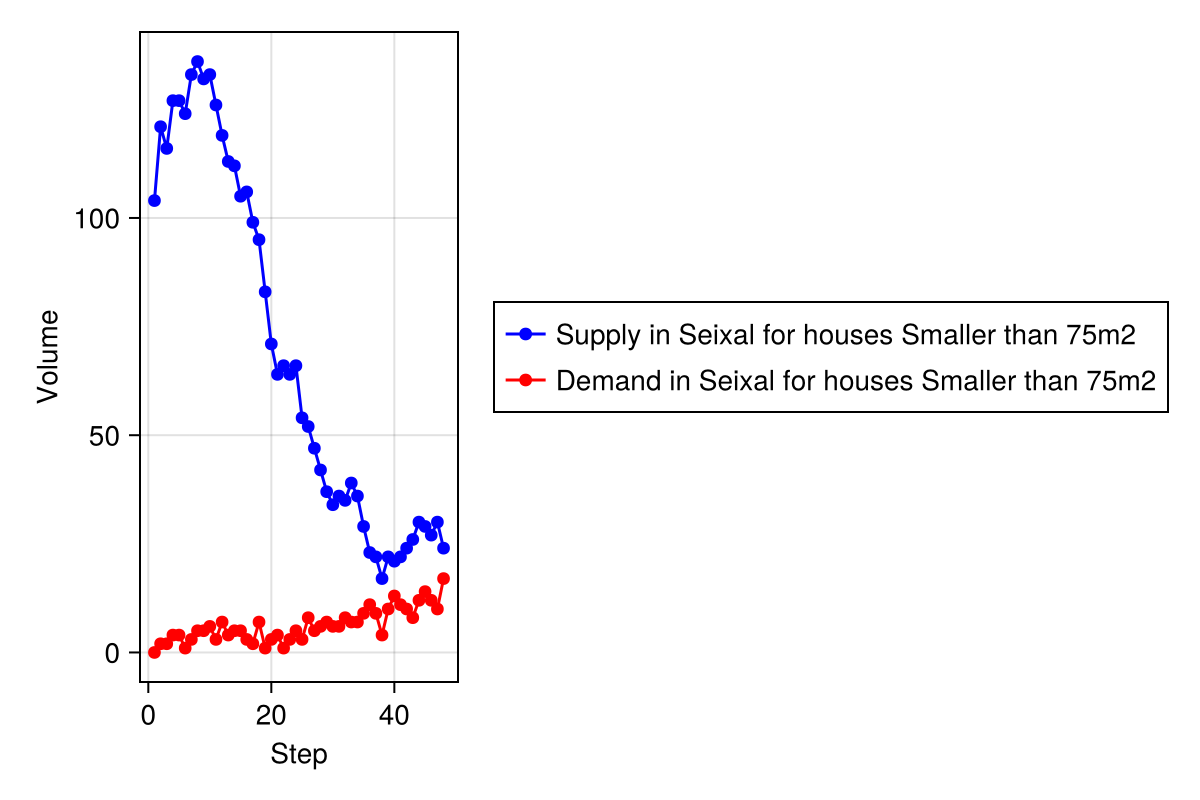 Volume
100
50
0
0 20 40
Step
Supply in Seixal for houses Smaller than 75m2
Demand in Seixal for houses Smaller than 75m2